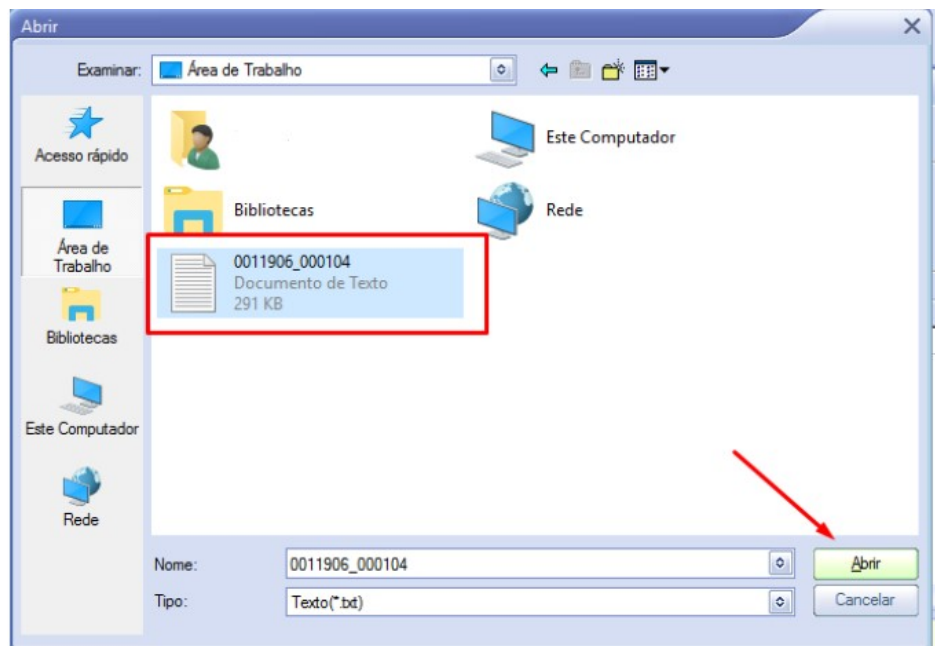 Abrir
Examinar:
Área de Trabalho
Acesso rápido
Este Computador
Bibliotecas
Rede
Área de
Trabalho
0011906_000104
Documento de Texto
291 KB
Bibliotecas
Este Computador
Rede
Nome:
0011906_000104
Abrir
Tipo:
Texto(*.txt)
Cancelar